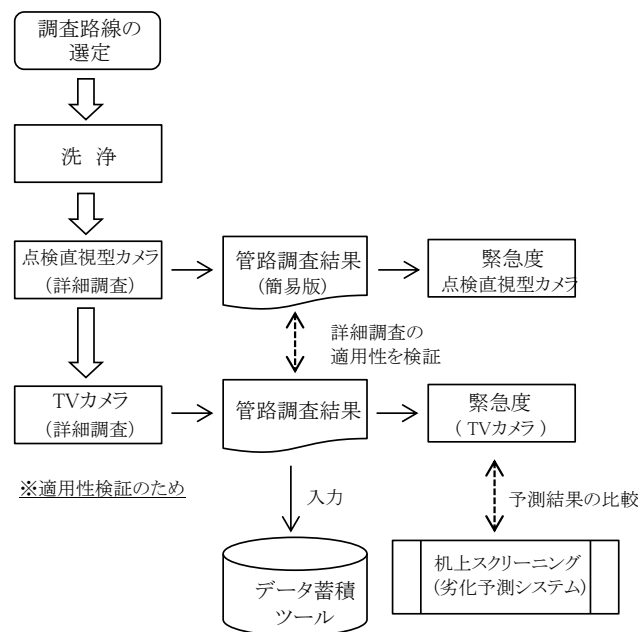 調査路線の
選定
洗 浄
点検直視型カメラ
(詳細調査)
管路調査結果
(簡易版)
緊急度
点検直視型カメラ
詳細調査の
適用性を検証
TVカメラ
(詳細調査)
管路調査結果
緊急度
( TVカメラ )
※適用性検証のため
入力
予測結果の比較
データ蓄積
ツール
机上スクリーニング
(劣化予測システム)